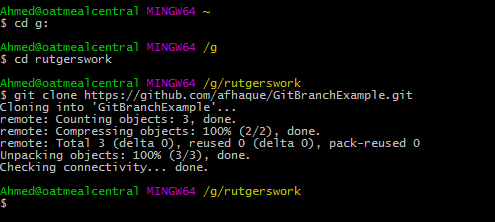 Ahmed@oatmealcentral MINGW64 ~
$ cd g:
Ahmed@oatmealcentral MINGW64 /g
$ cd rutgerswork
Ahmed@oatmealcentral MINGW64 /g/rutgerswork
$ git clone https://github.com/afhaque/GitBranchExample.git
Cloning into 'GitBranchExample'...
remote: Counting objects: 3, done.
remote: Compressing objects: 100% (2/2), done.
remote: Total 3 (delta 0), reused 0 (delta 0), pack-reused 0
Unpacking objects: 100% (3/3), done.
Checking connectivity... done.
Ahmed@oatmealcentral MINGW64 /g/rutgerswork
$